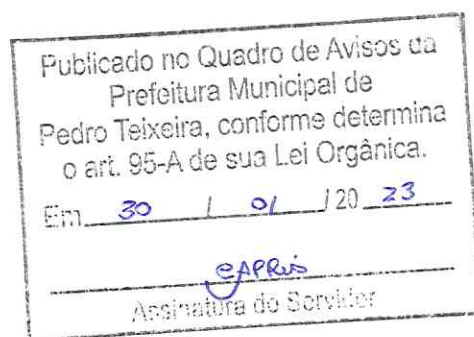 Publicado no Quadro de Avisos da
Prefeitura Municipal de
Pedro Teixeira, conforme determina
o art. 95-A de sua Lei Orgânica.
Em 30 / 01 / 20 23
Assinatura do Servidor